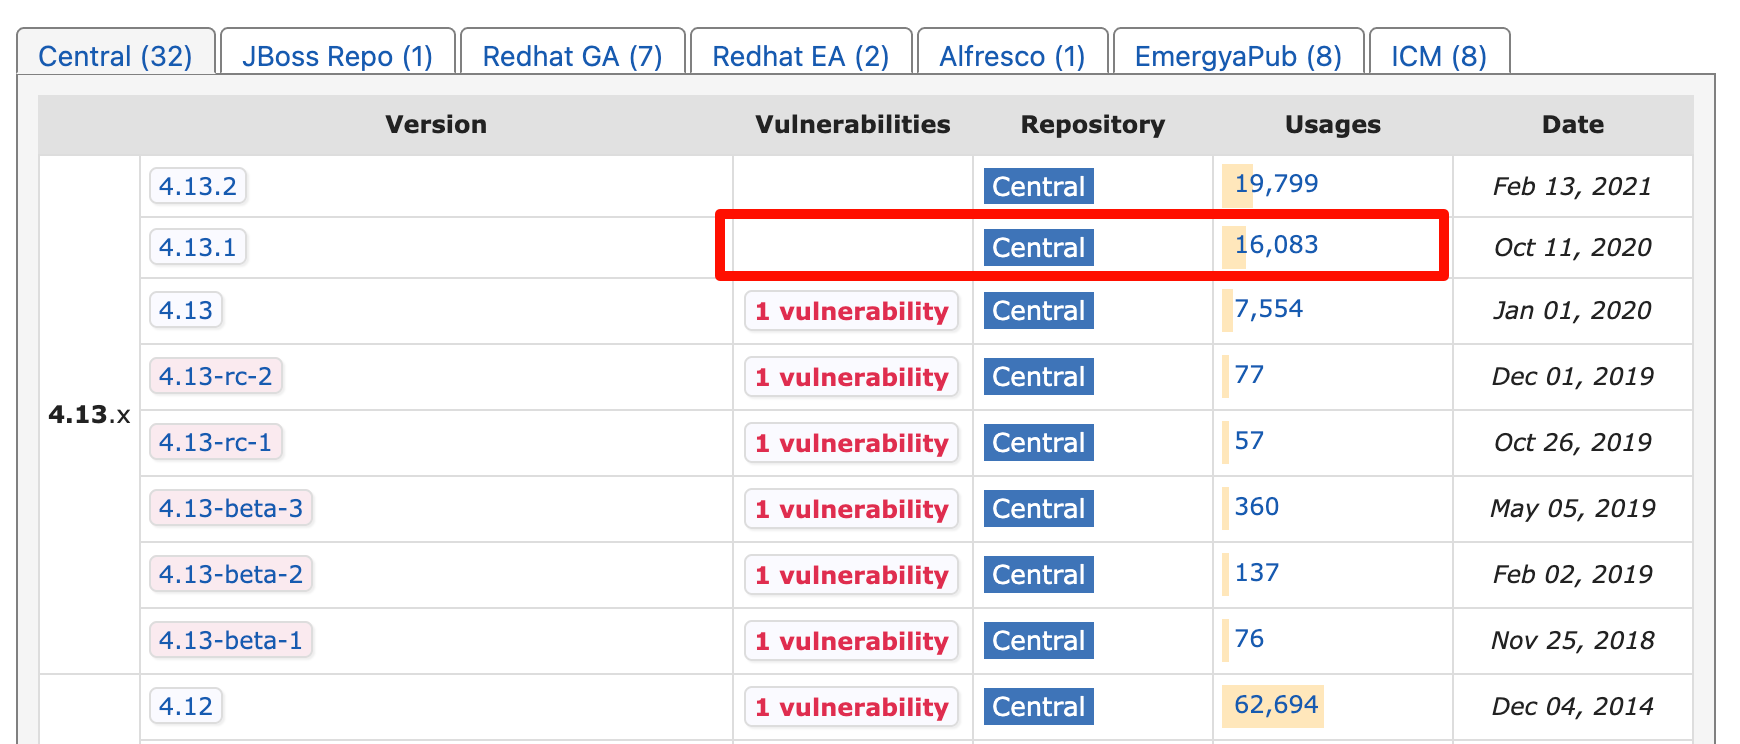 Central (32) JBoss Repo (1) Redhat GA (7) Redhat EA (2) Alfresco (1) EmergyaPub (8) ICM (8)
Version Vulnerabilities Repository Usages Date
4.13.2 Central 19,799 Feb 13, 2021
4.13.1 Central 16,083 Oct 11, 2020
4.13 1 vulnerability Central 7,554 Jan 01, 2020
4.13-rc-2 1 vulnerability Central 77 Dec 01, 2019
4.13.x
4.13-rc-1 1 vulnerability Central 57 Oct 26, 2019
4.13-beta-3 1 vulnerability Central 360 May 05, 2019
4.13-beta-2 1 vulnerability Central 137 Feb 02, 2019
4.13-beta-1 1 vulnerability Central 76 Nov 25, 2018
4.12 1 vulnerability Central 62,694 Dec 04, 2014